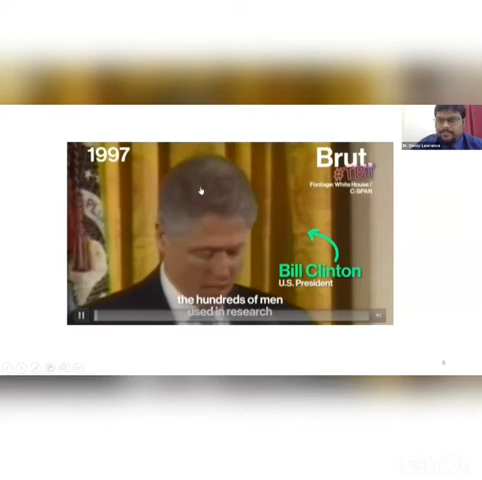 1997
Brut.
#TBT
Footage: White House /
C-SPAN
Bill Clinton
U.S. President
the hundreds of men
used in research